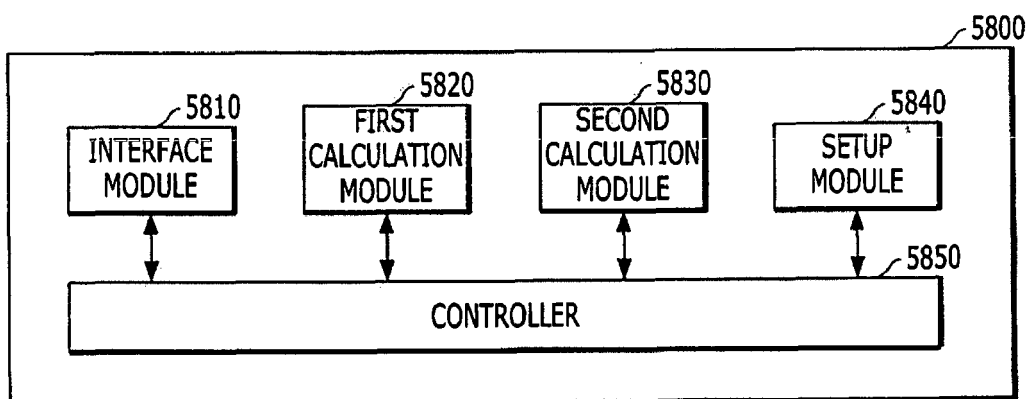 5800
5810
INTERFACE
MODULE
5820
FIRST
CALCULATION
MODULE
5830
SECOND
CALCULATION
MODULE
5840
SETUP
MODULE
5850
CONTROLLER